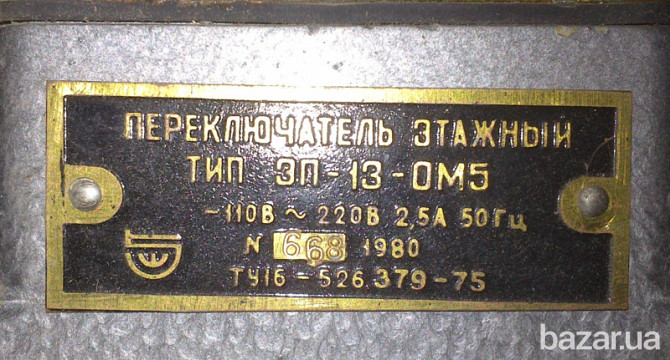 ПЕРЕКЛЮЧАТЕЛЬ ЭТАЖНЫЙ
ТИП ЭП-13-ОМ5
-110В ~ 220В 2,5А 50Гц
N 668 1980
ТУ16-526.379-75
bazar.ua